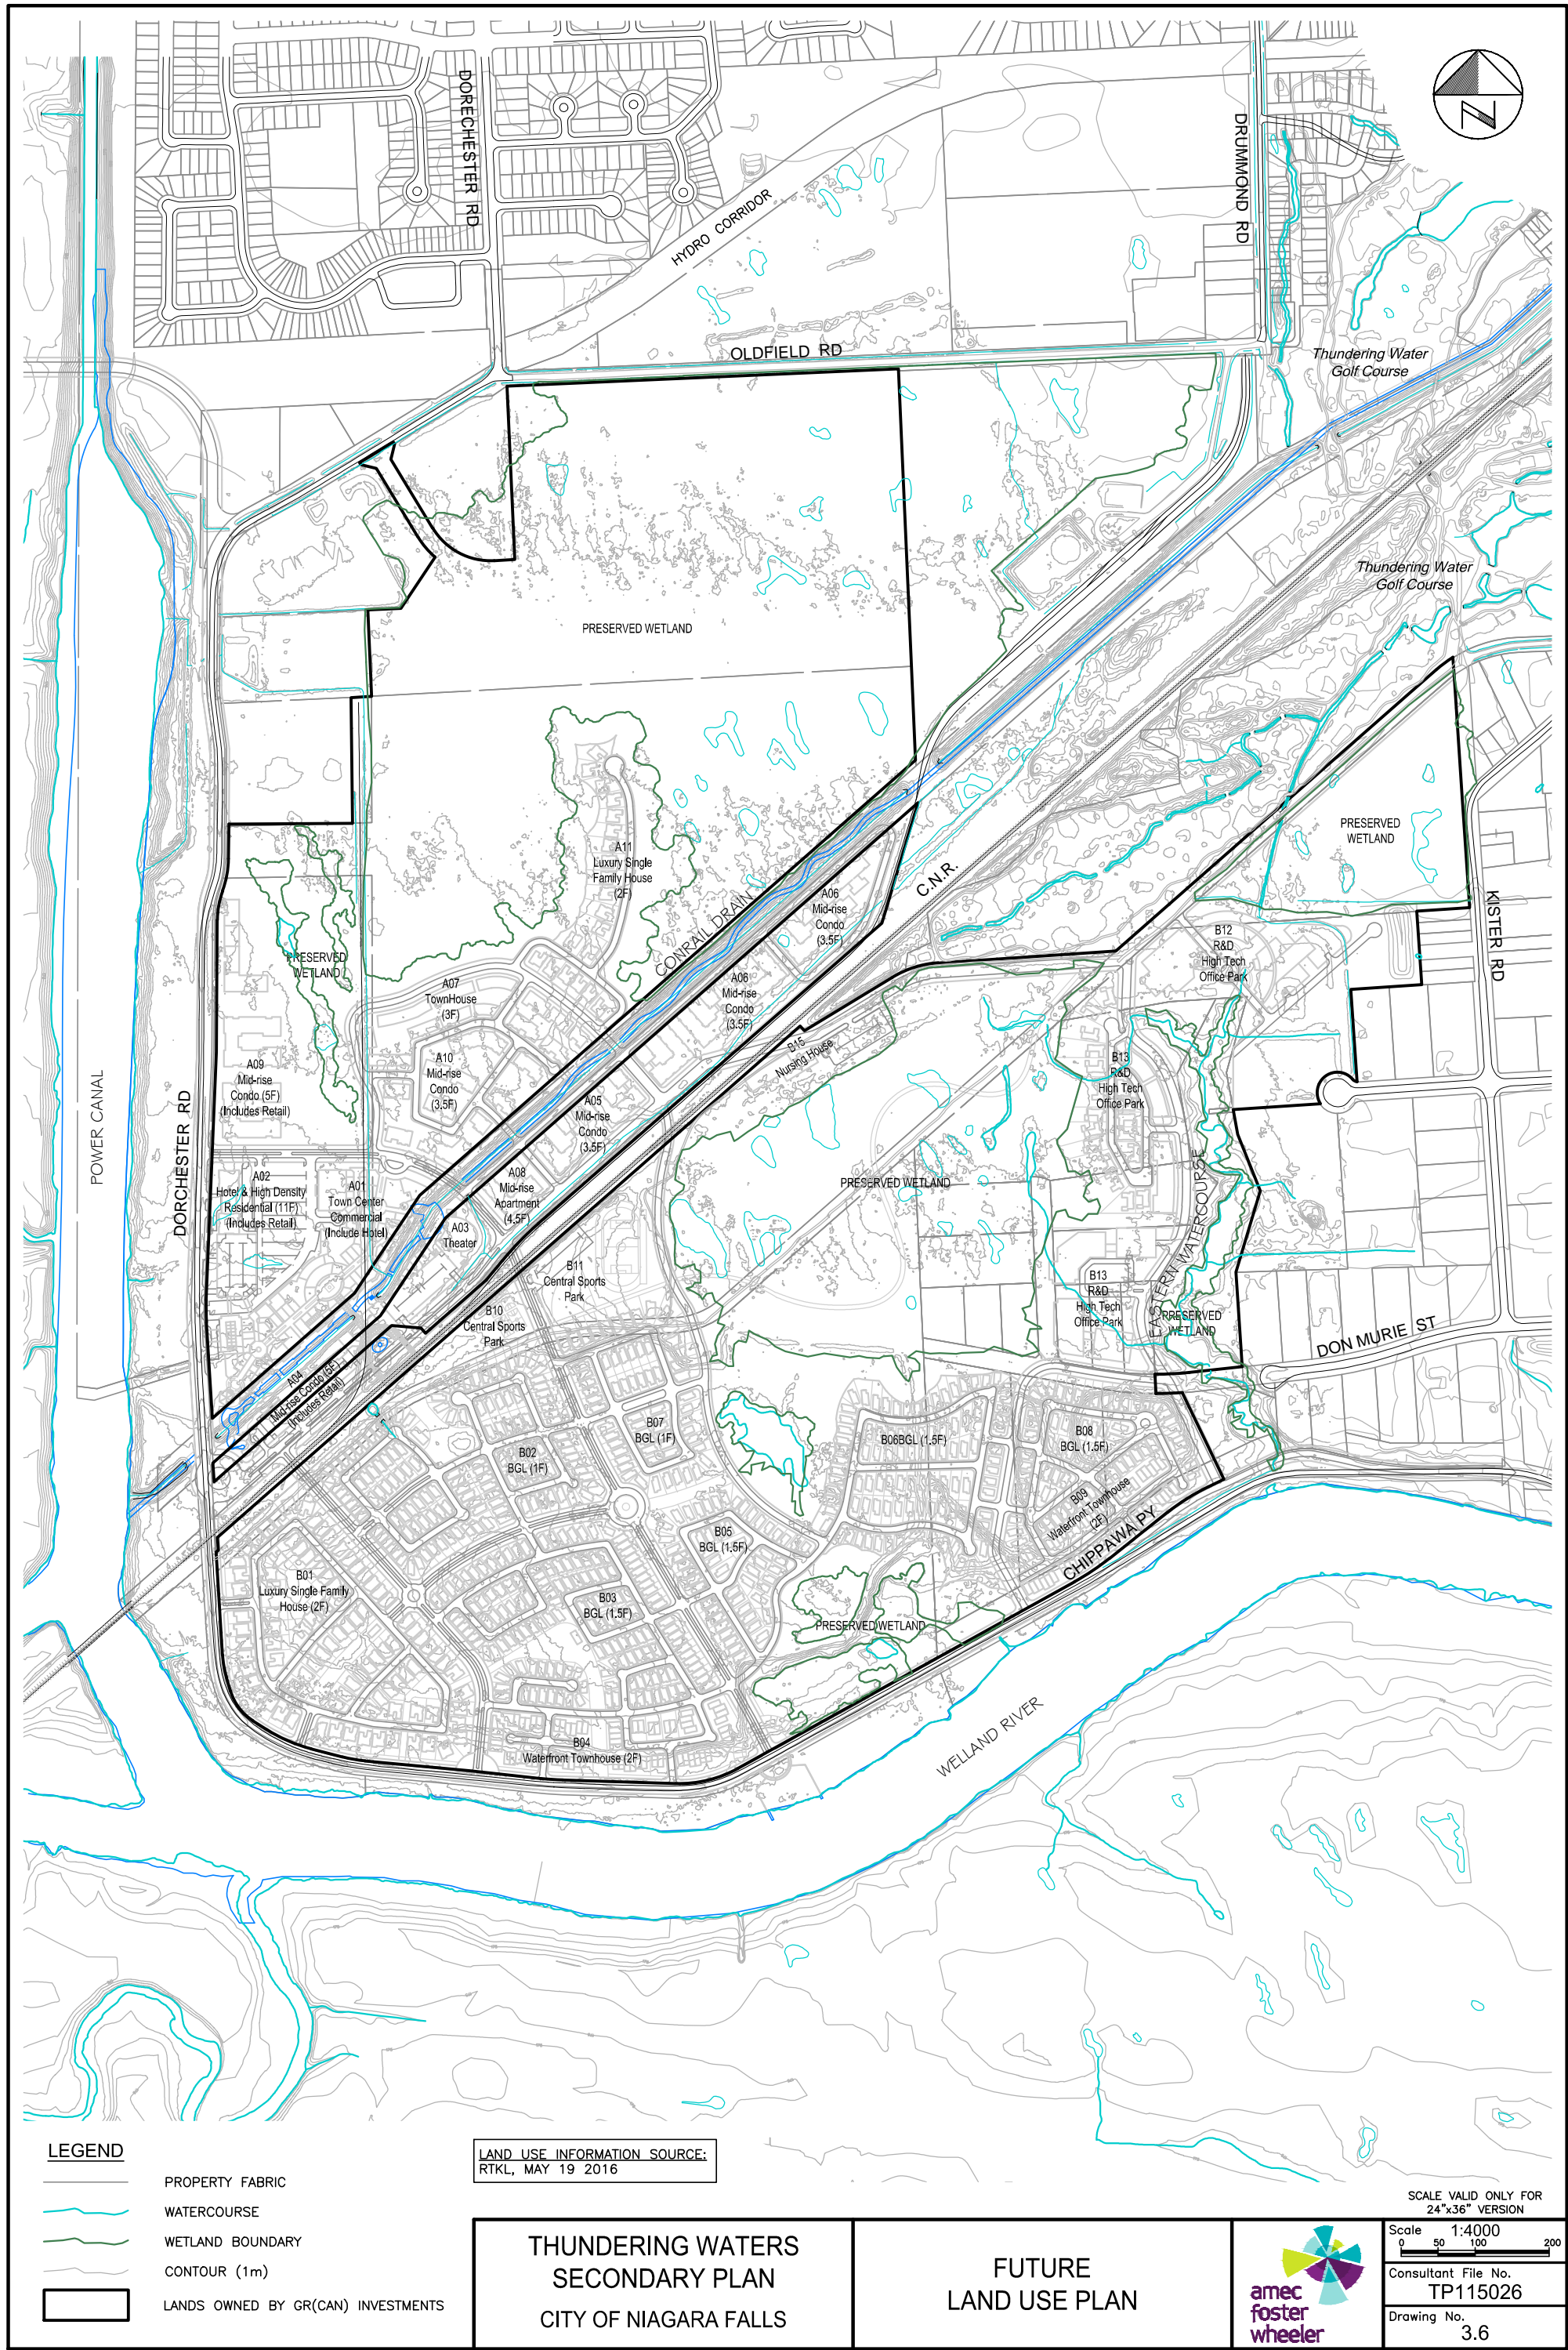 DORECHESTER RD
DRUMMOND RD
HYDRO CORRIDOR
OLDFIELD RD
Thundering Water
Golf Course
Thundering Water
Golf Course
PRESERVED WETLAND
PRESERVED
WETLAND
KISTER RD
A11
Luxury Single
Family House
(2F)
CONRAIL DRAIN
C.N.R.
A06
Mid-rise
Condo
(3.5F)
B12
R&D
High Tech
Office Park
PRESERVED
WETLAND
A07
TownHouse
(3F)
A06
Mid-rise
Condo
(3.5F)
B15
Nursing House
A10
Mid-rise
Condo
(3.5F)
A09
Mid-rise
Condo (5F)
(Includes Retail)
B13
R&D
High Tech
Office Park
POWER CANAL
DORCHESTER RD
A05
Mid-rise
Condo
(3.5F)
A02
Hotel & High Density
Residential (11F)
(Includes Retail)
A01
Town Center
Commercial
(Include Hotel)
A08
Mid-rise
Apartment
(4.5F)
A03
Theater
PRESERVED WETLAND
EASTERN WATERCOURSE
B11
Central Sports
Park
B10
Central Sports
Park
B13
R&D
High Tech
Office Park
PRESERVED
WETLAND
DON MURIE ST
A04
Mid-rise Condo (5F)
(Includes Retail)
B07
BGL (1F)
B02
BGL (1F)
B06BGL (1.5F)
B08
BGL (1.5F)
B09
Waterfront Townhouse
(2F)
CHIPPAWA PY
B05
BGL (1.5F)
B01
Luxury Single Family
House (2F)
B03
BGL (1.5F)
PRESERVED WETLAND
B04
Waterfront Townhouse (2F)
WELLAND RIVER
LEGEND
PROPERTY FABRIC
WATERCOURSE
WETLAND BOUNDARY
CONTOUR (1m)
LANDS OWNED BY GR(CAN) INVESTMENTS
LAND USE INFORMATION SOURCE:
RTKL, MAY 19 2016
THUNDERING WATERS
SECONDARY PLAN
CITY OF NIAGARA FALLS
FUTURE
LAND USE PLAN
amec
foster
wheeler
SCALE VALID ONLY FOR
24"x36" VERSION
Scale 1:4000
0 50 100 200
Consultant File No.
TP115026
Drawing No.
3.6
N